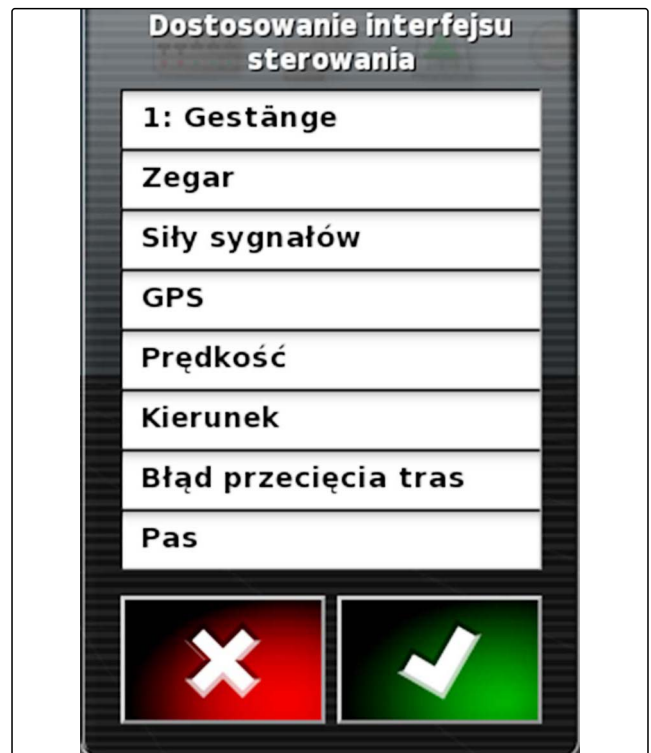 Dostosowanie interfejsu
sterowania
1: Gestänge
Zegar
Siły sygnałów
GPS
Prędkość
Kierunek
Błąd przecięcia tras
Pas